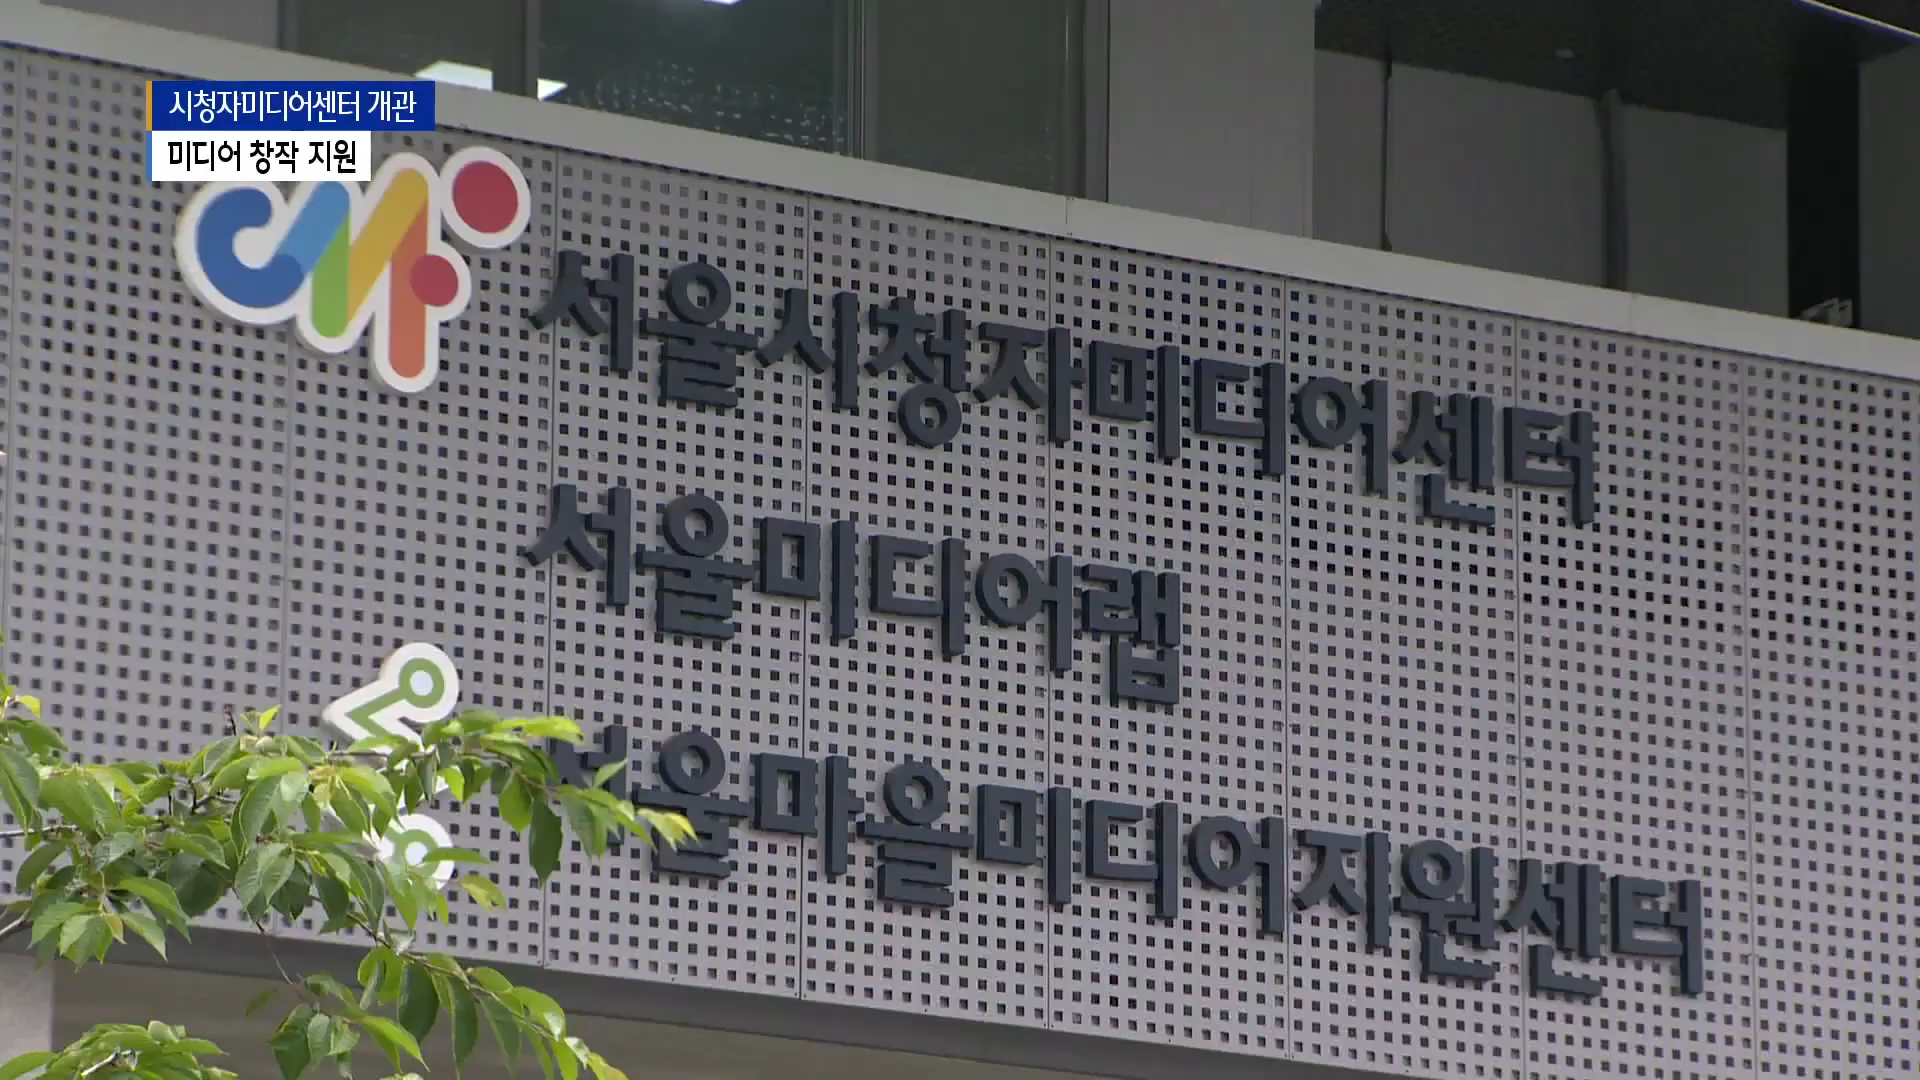 시청자미디어센터 개관
미디어 창작 지원
서울시청자미디어센터
서울미디어랩
서울마을미디어지원센터